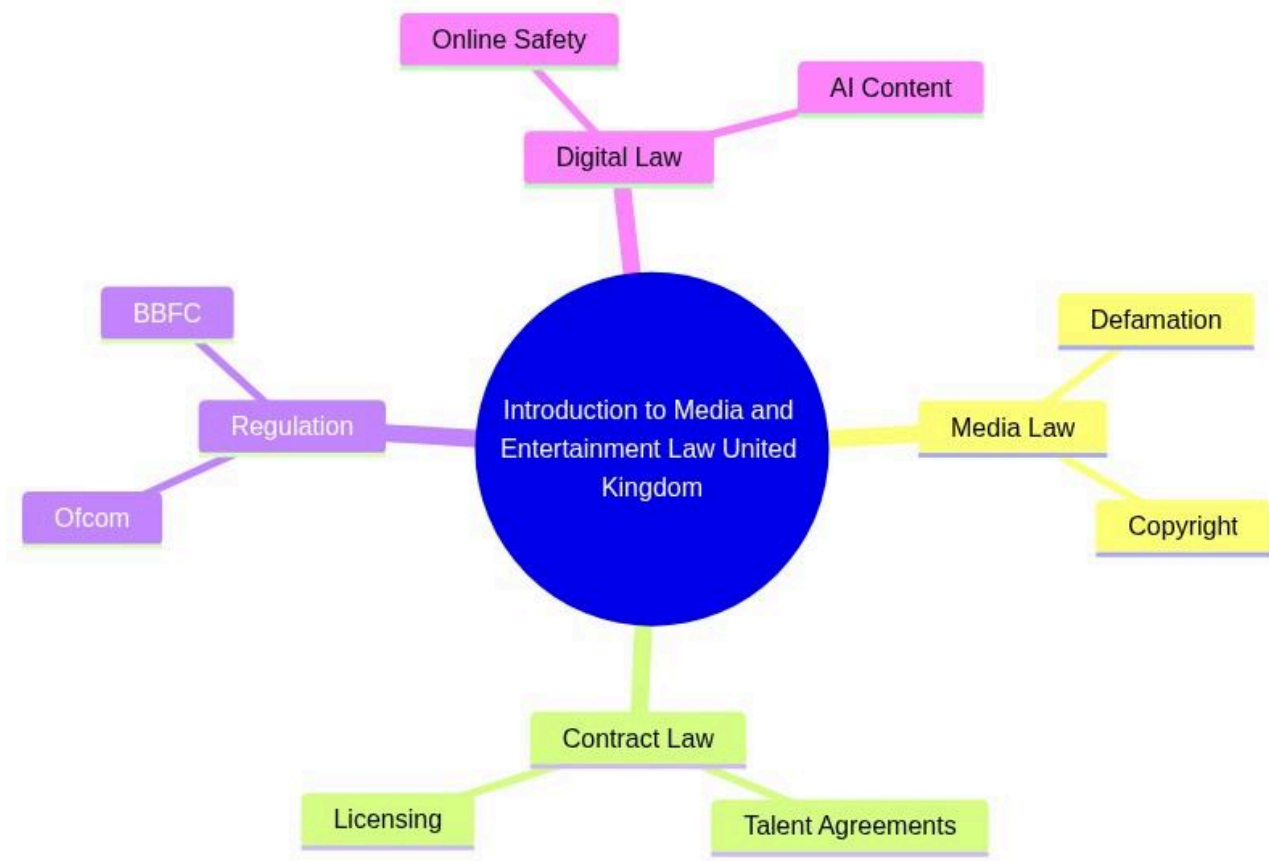 Online Safety
AI Content
Digital Law
BBFC
Defamation
Regulation
Introduction to Media and
Entertainment Law United
Kingdom
Media Law
Ofcom
Copyright
Contract Law
Licensing
Talent Agreements